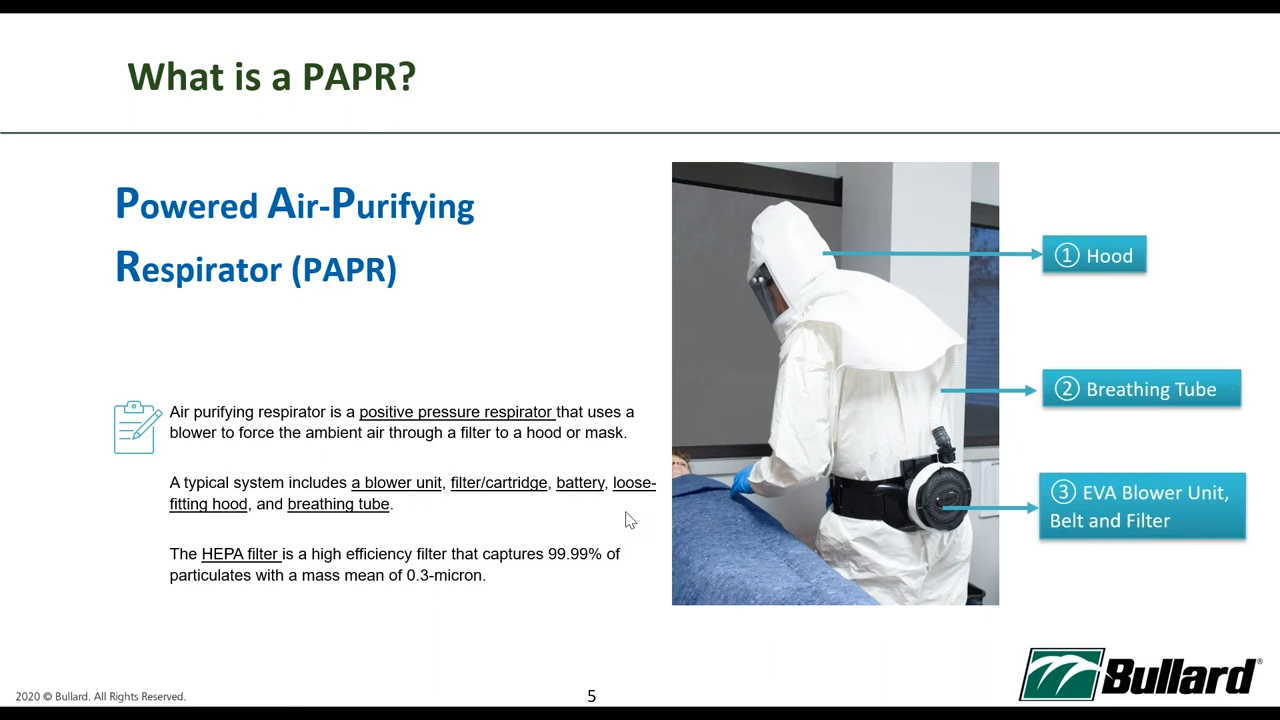 What is a PAPR?
Powered Air-Purifying
Respirator (PAPR)
Air purifying respirator is a positive pressure respirator that uses a
blower to force the ambient air through a filter to a hood or mask.
A typical system includes a blower unit, filter/cartridge, battery, loose-
fitting hood, and breathing tube.
The HEPA filter is a high efficiency filter that captures 99.99% of
particulates with a mass mean of 0.3-micron.
① Hood
② Breathing Tube
③ EVA Blower Unit,
Belt and Filter
2020 © Bullard. All Rights Reserved.
5
Bullard®